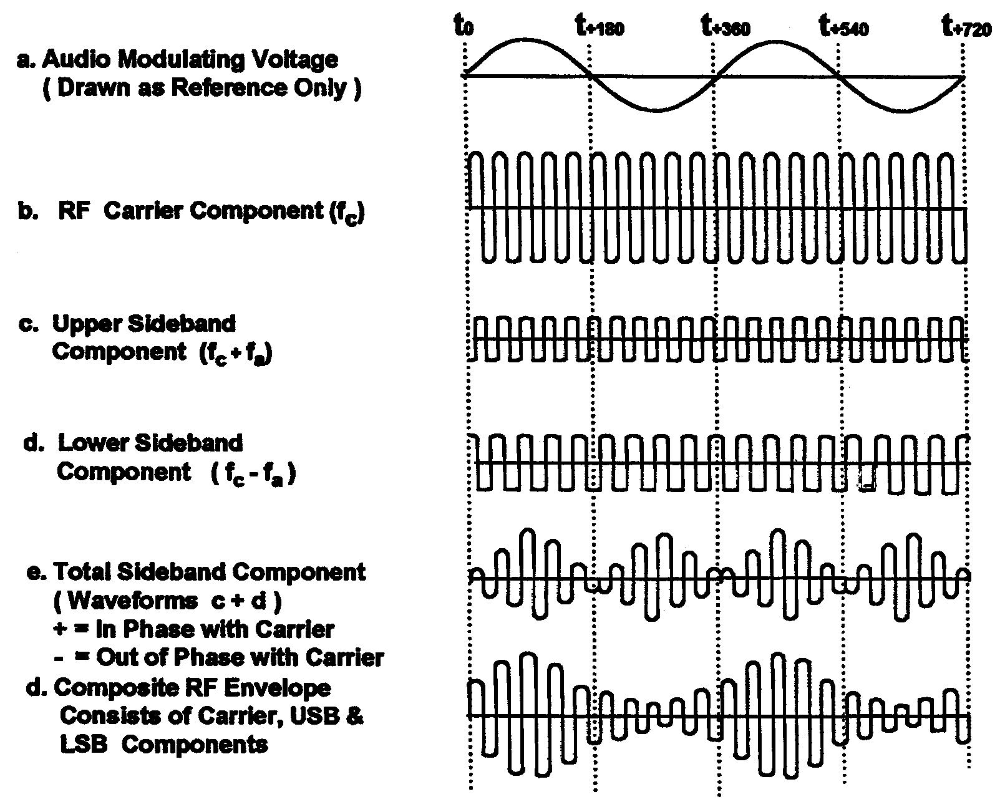 t0 t+180 t+360 t+540 t+720
a. Audio Modulating Voltage
( Drawn as Reference Only )
b. RF Carrier Component (fc)
c. Upper Sideband
Component (fc + fa)
d. Lower Sideband
Component ( fc - fa )
e. Total Sideband Component
( Waveforms c + d )
+ = In Phase with Carrier
- = Out of Phase with Carrier
d. Composite RF Envelope
Consists of Carrier, USB &
LSB Components